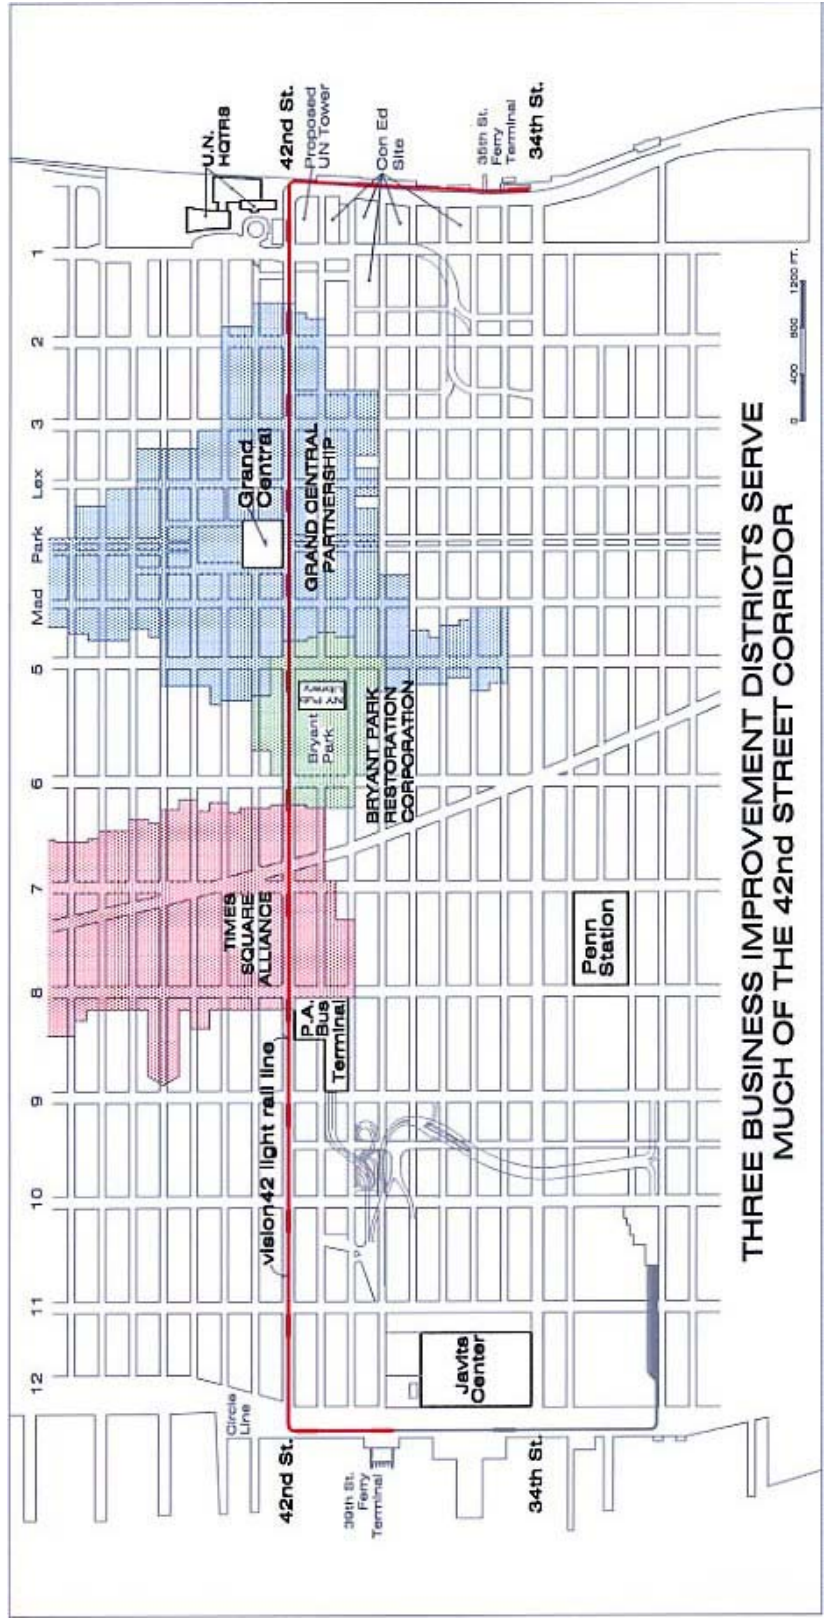 12
11
10
9
8
7
6
5
Mad
Park
Lex
3
2
1
U.N.
HQTRS
Circle
Line
42nd St.
vision42 light rail line
TIMES
SQUARE
ALLIANCE
Grand
Central
42nd St.
Proposed
UN Tower
P.A.
Bus
Terminal
Bryant
Park
NY Pub
Library
GRAND CENTRAL
PARTNERSHIP
39th St.
Ferry
Terminal
BRYANT PARK
RESTORATION
CORPORATION
Con Ed
Site
Javits
Center
35th St.
Ferry
Terminal
34th St.
34th St.
Penn
Station
THREE BUSINESS IMPROVEMENT DISTRICTS SERVE
MUCH OF THE 42nd STREET CORRIDOR
0 400 800 1200 FT.